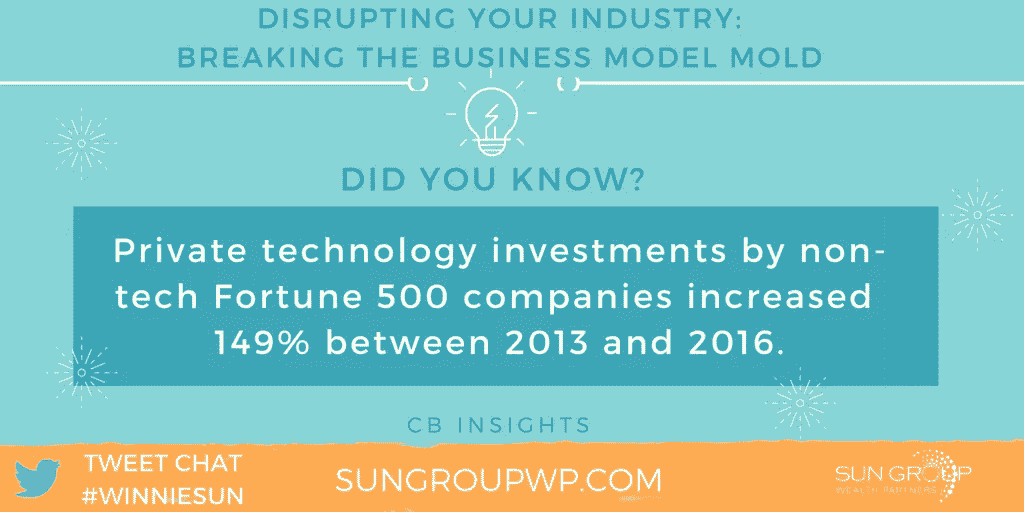 DISRUPTING YOUR INDUSTRY:
BREAKING THE BUSINESS MODEL MOLD
DID YOU KNOW?
Private technology investments by non-
tech Fortune 500 companies increased
149% between 2013 and 2016.
CB INSIGHTS
TWEET CHAT
#WINNIESUN
SUNGROUPWP.COM
SUN GROUP
WEALTH PARTNERS